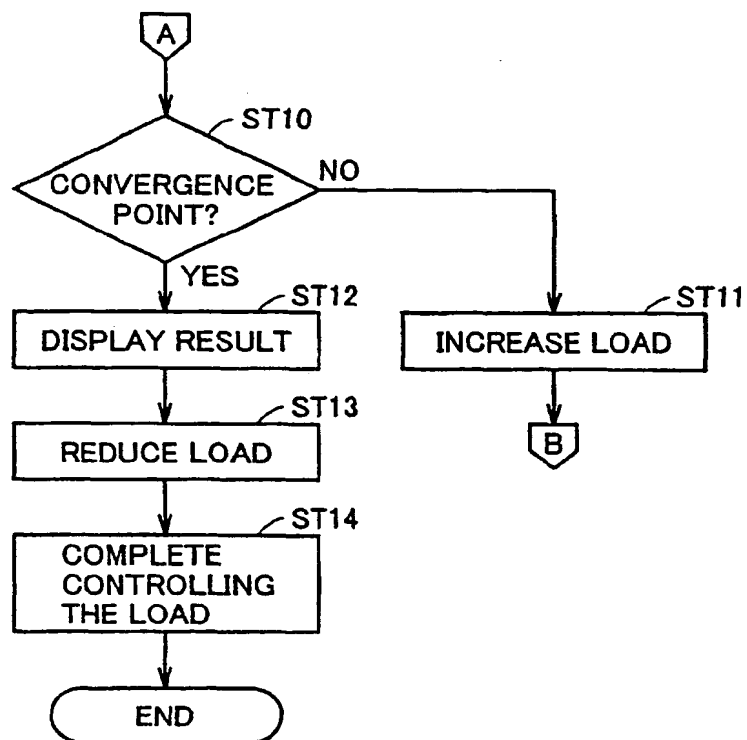 A
ST10
CONVERGENCE
POINT?
NO
YES
ST12
DISPLAY RESULT
ST11
INCREASE LOAD
ST13
REDUCE LOAD
B
ST14
COMPLETE
CONTROLLING
THE LOAD
END